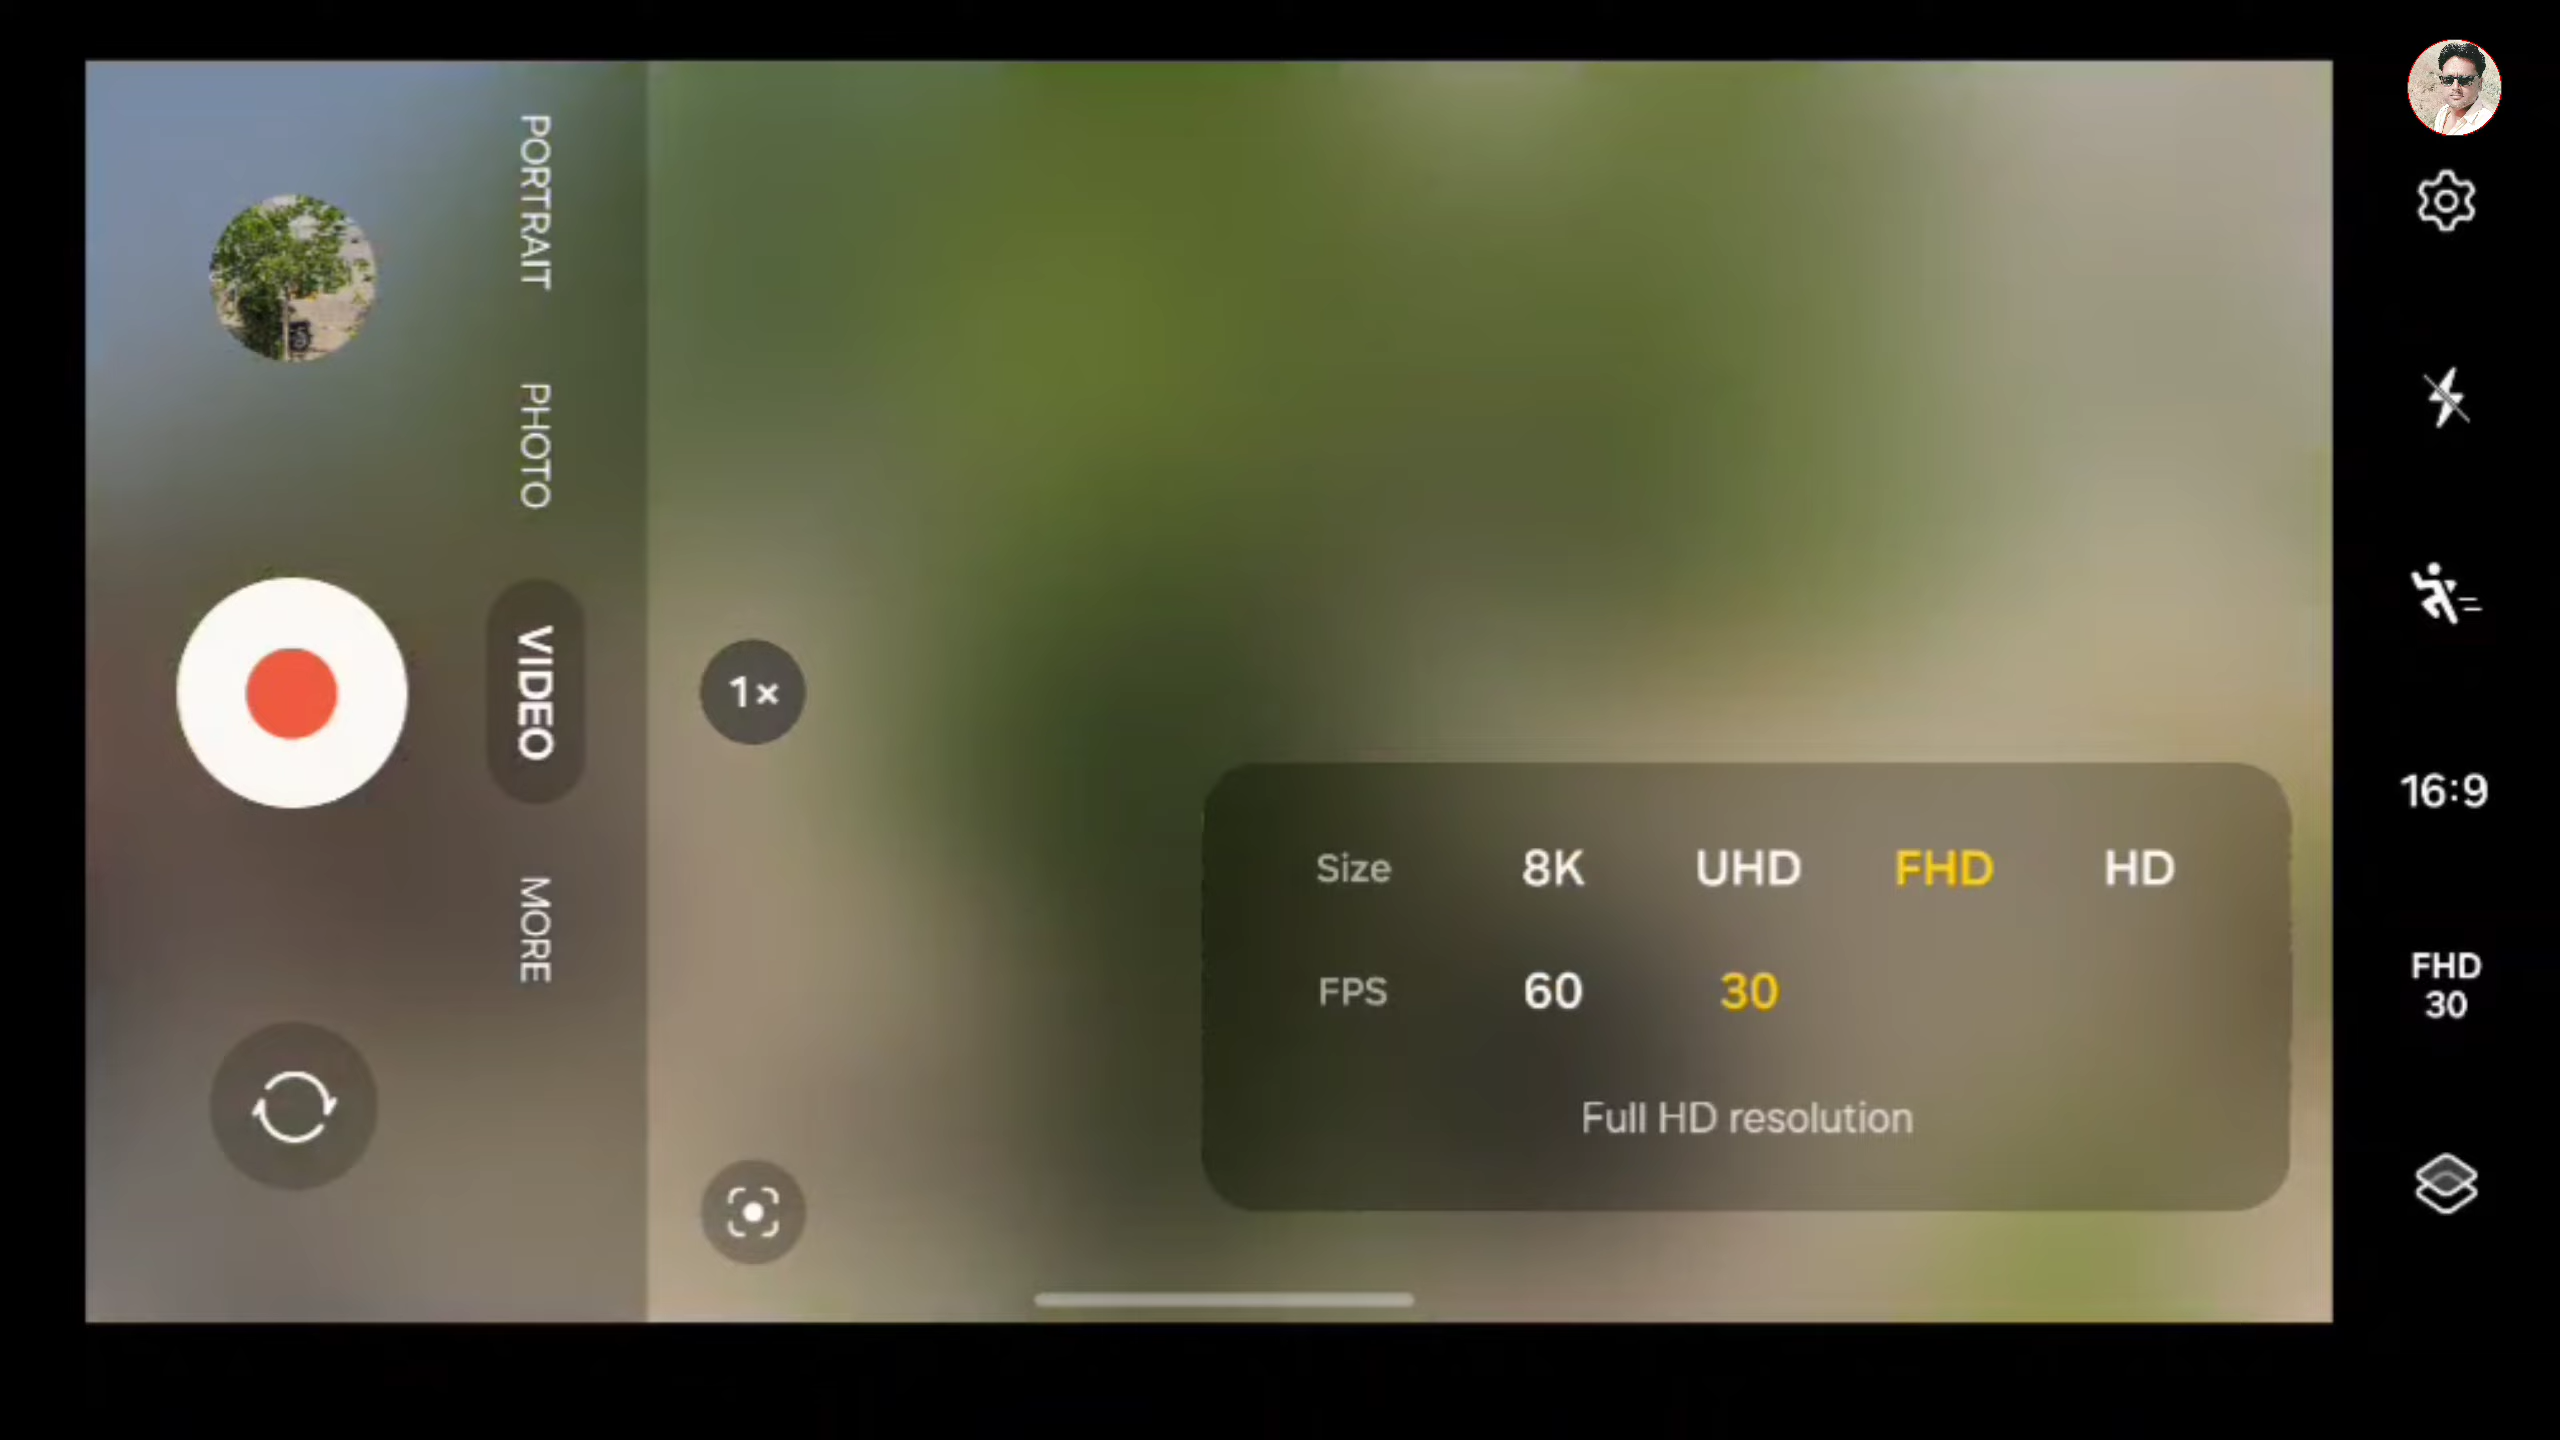 PORTRAIT
PHOTO
VIDEO
MORE
1×
Size 8K UHD FHD HD
FPS 60 30
Full HD resolution
16:9
FHD
30